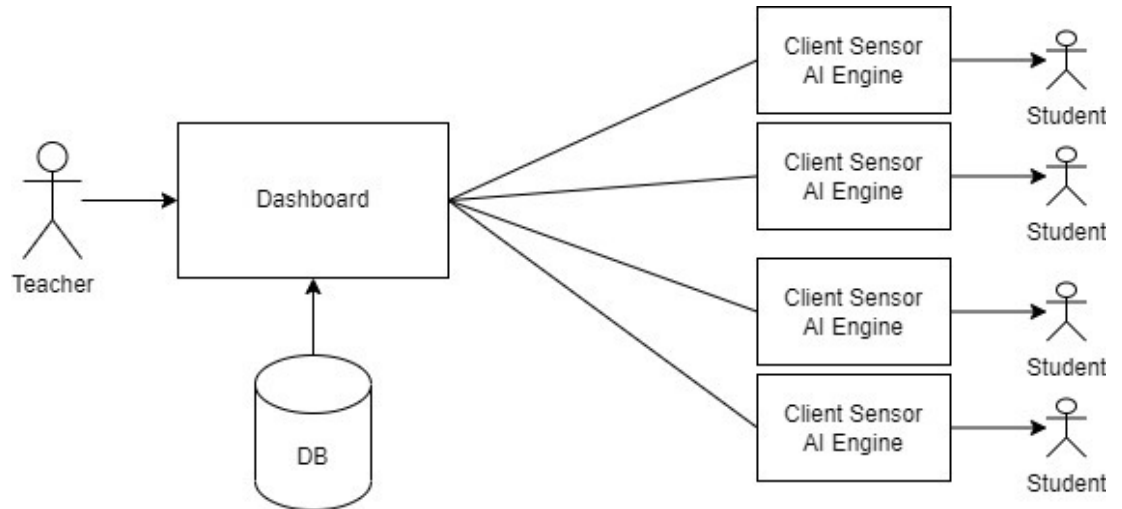 Teacher
Dashboard
DB
Client Sensor
AI Engine
Student
Client Sensor
AI Engine
Student
Client Sensor
AI Engine
Student
Client Sensor
AI Engine
Student